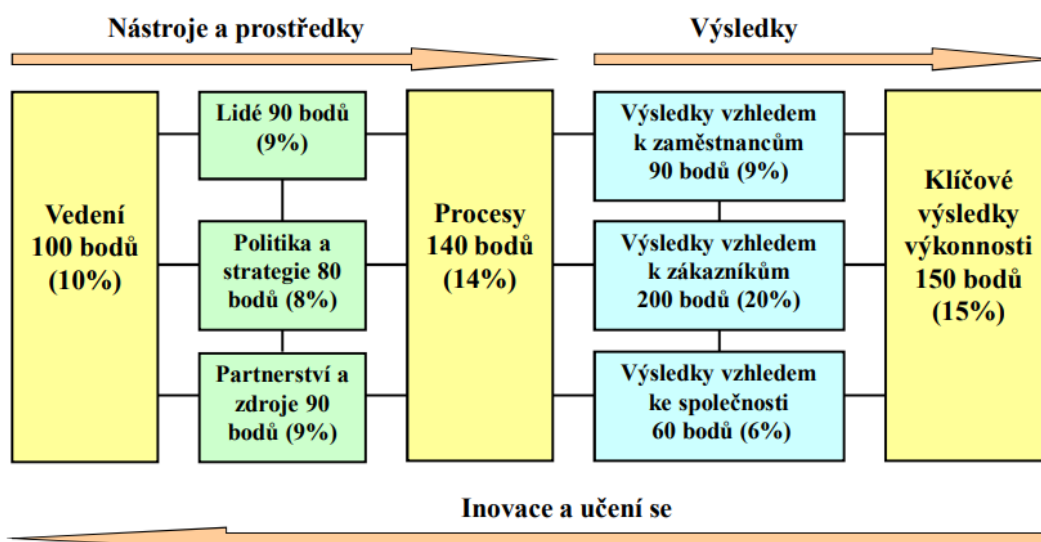 Nástroje a prostředky
Výsledky
Vedení
100 bodů
(10%)
Lidé 90 bodů
(9%)
Politika a
strategie 80
bodů (8%)
Partnerství a
zdroje 90
bodů (9%)
Procesy
140 bodů
(14%)
Výsledky vzhledem
k zaměstnancům
90 bodů (9%)
Výsledky vzhledem
k zákazníkům
200 bodů (20%)
Výsledky vzhledem
ke společnosti
60 bodů (6%)
Klíčové
výsledky
výkonnosti
150 bodů
(15%)
Inovace a učení se